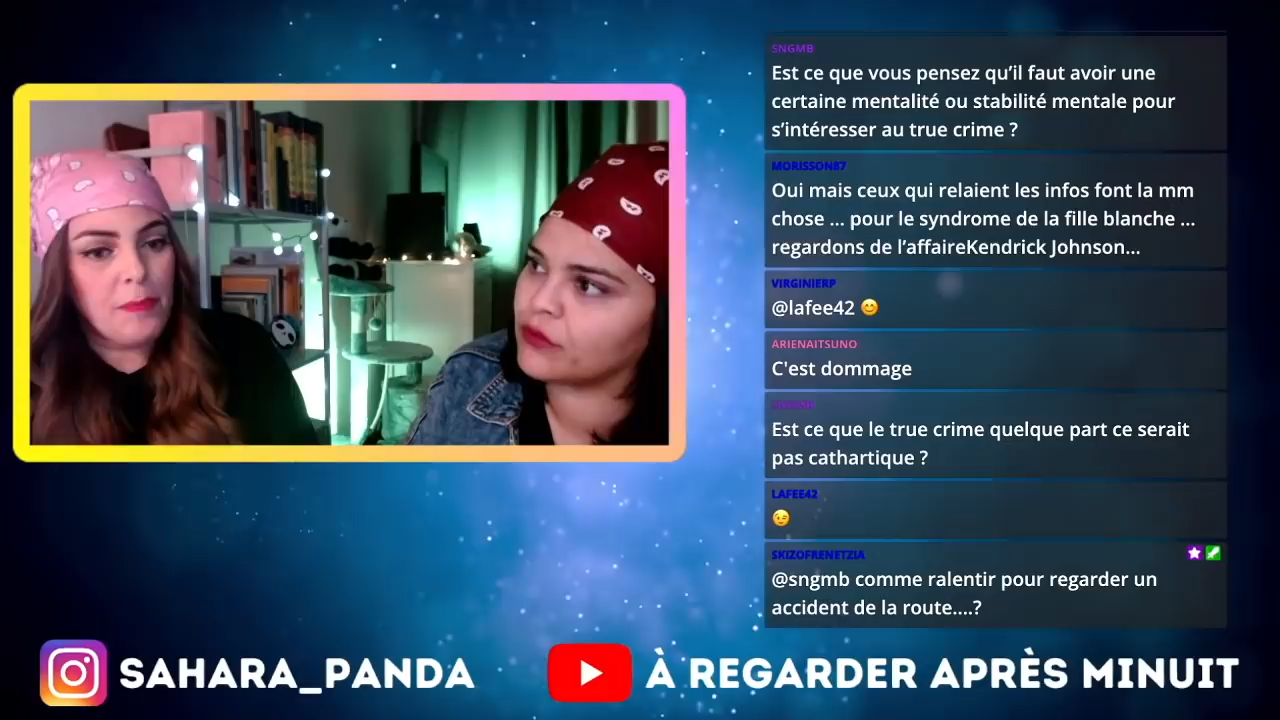 SNGMB
Est ce que vous pensez qu'il faut avoir une
certaine mentalité ou stabilité mentale pour
s'intéresser au true crime ?
MORISSON87
Oui mais ceux qui relaient les infos font la mm
chose ... pour le syndrome de la fille blanche ...
regardons de l'affaireKendrick Johnson...
VIRGINIERP
@lafee42 😊
ARIENAITSUNO
C'est dommage
Est ce que le true crime quelque part ce serait
pas cathartique ?
LAFEE42
😉
SKIZOFRENETZIA
@sngmb comme ralentir pour regarder un
accident de la route....?
SAHARA_PANDA
À REGARDER APRÈS MINUIT